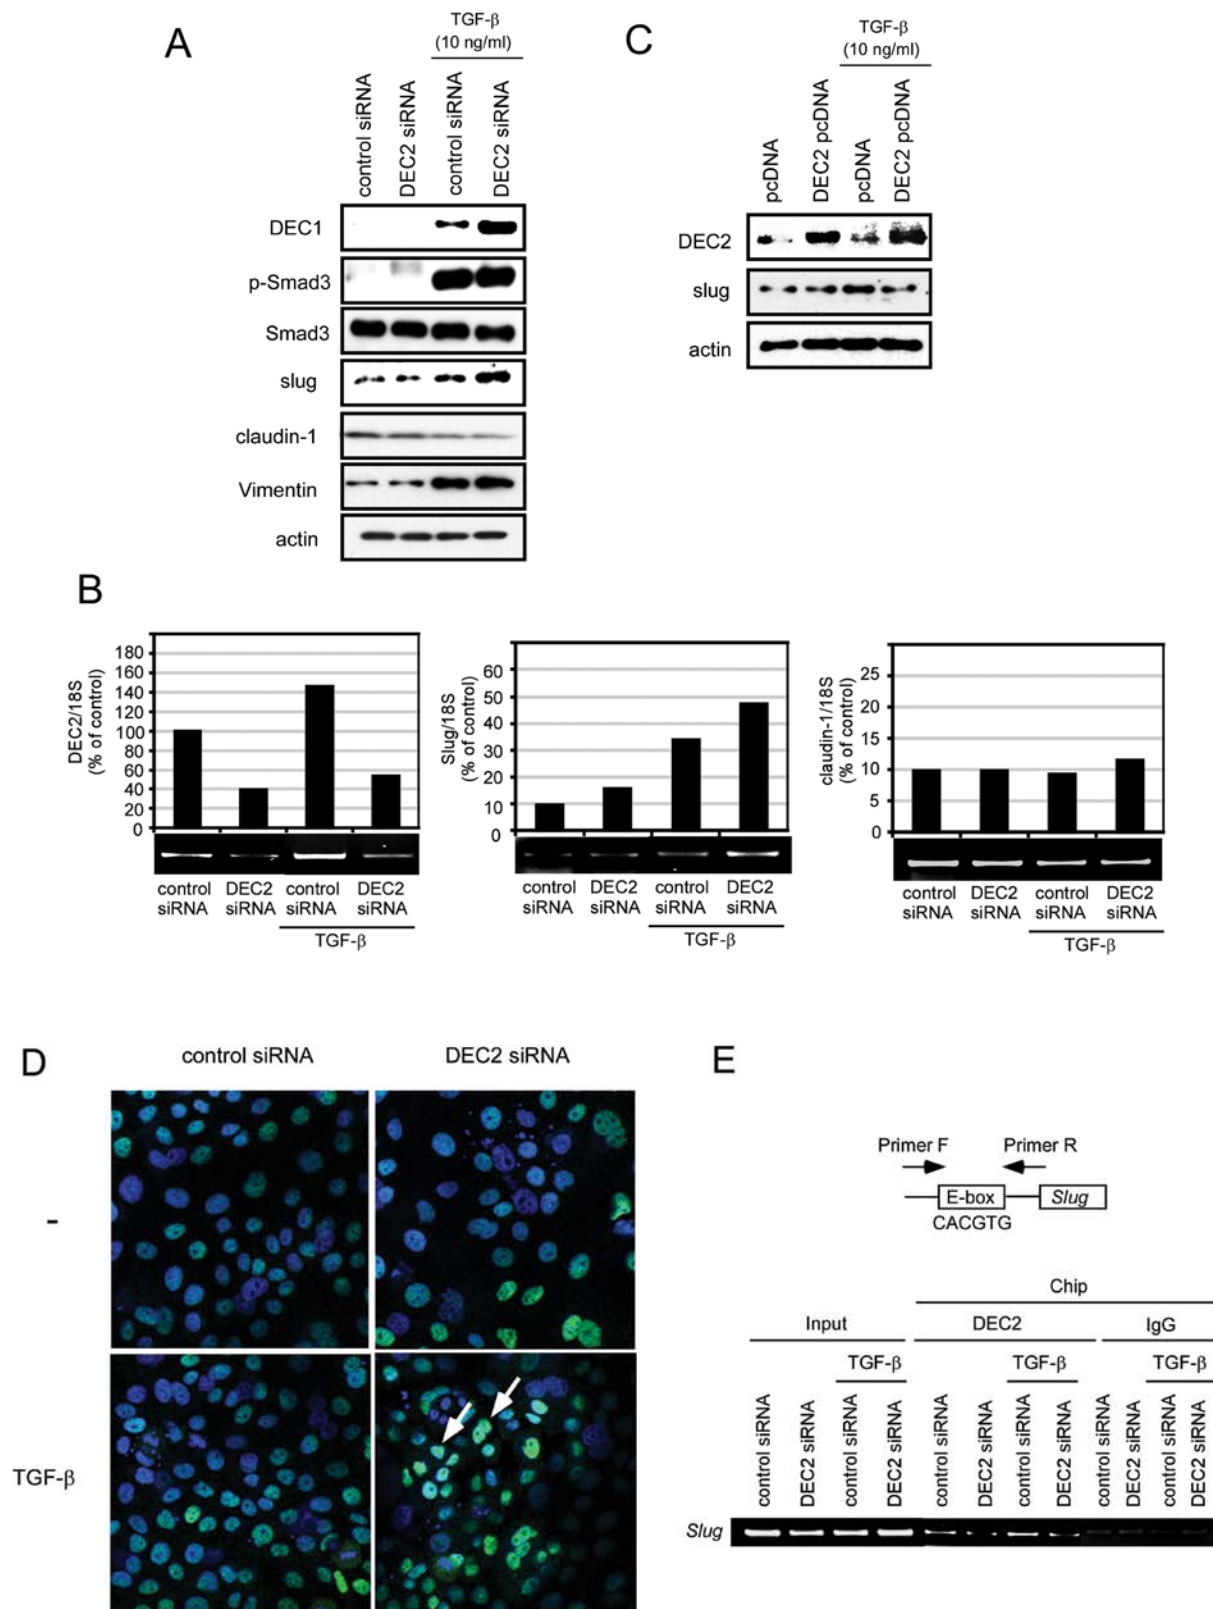 A
TGF-β
(10 ng/ml)
control siRNA
DEC2 siRNA
control siRNA
DEC2 siRNA
DEC1
p-Smad3
Smad3
slug
claudin-1
Vimentin
actin
C
TGF-β
(10 ng/ml)
pcDNA
DEC2 pcDNA
pcDNA
DEC2 pcDNA
DEC2
slug
actin
B
DEC2/18S
(% of control)
180
160
140
120
100
80
60
40
20
0
control
siRNA
DEC2
siRNA
control
siRNA
DEC2
siRNA
TGF-β
Slug/18S
(% of control)
60
50
40
30
20
10
0
control
siRNA
DEC2
siRNA
control
siRNA
DEC2
siRNA
TGF-β
claudin-1/18S
(% of control)
25
20
15
10
5
0
control
siRNA
DEC2
siRNA
control
siRNA
DEC2
siRNA
TGF-β
D
control siRNA
DEC2 siRNA
-
TGF-β
E
Primer F
Primer R
E-box
Slug
CACGTG
Chip
Input
DEC2
IgG
TGF-β
TGF-β
TGF-β
control siRNA
DEC2 siRNA
control siRNA
DEC2 siRNA
control siRNA
DEC2 siRNA
control siRNA
DEC2 siRNA
control siRNA
DEC2 siRNA
control siRNA
DEC2 siRNA
Slug